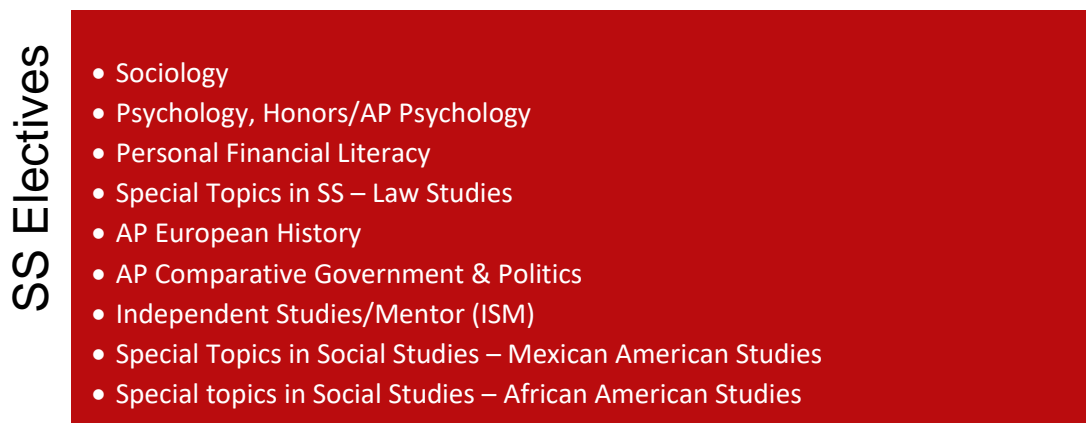 SS Electives
• Sociology
• Psychology, Honors/AP Psychology
• Personal Financial Literacy
• Special Topics in SS – Law Studies
• AP European History
• AP Comparative Government & Politics
• Independent Studies/Mentor (ISM)
• Special Topics in Social Studies – Mexican American Studies
• Special topics in Social Studies – African American Studies